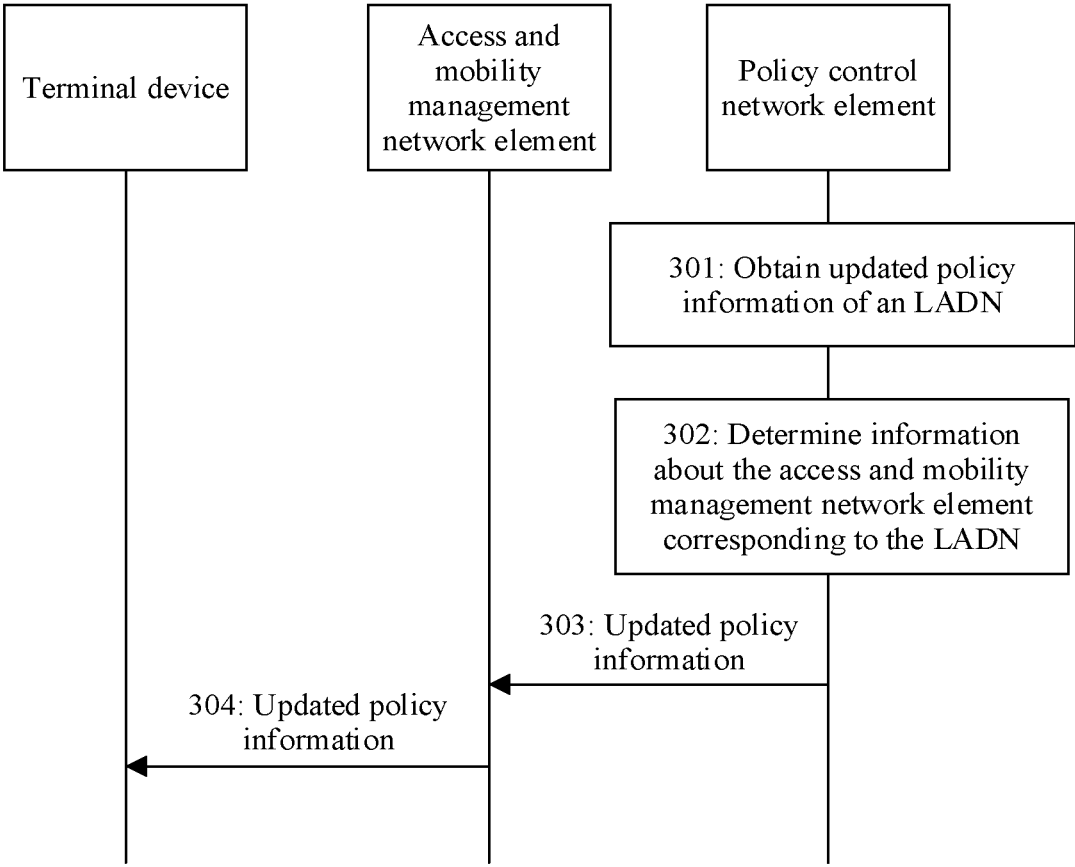 Terminal device
Access and
mobility
management
network element
Policy control
network element
301: Obtain updated policy
information of an LADN
302: Determine information
about the access and mobility
management network element
corresponding to the LADN
303: Updated policy
information
304: Updated policy
information